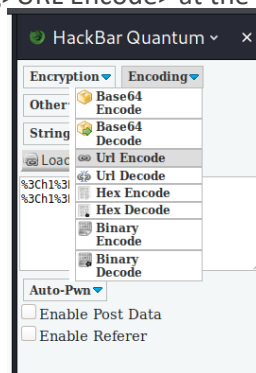 URL Encode> at the
HackBar Quantum
Encryption Encoding
Base64
Encode
Other
Base64
Decode
String
Url Encode
Load
Url Decode
%3Ch1%3
Hex Encode
%3Ch1%3
Hex Decode
Binary
Encode
Binary
Decode
Auto-Pwn
Enable Post Data
Enable Referer